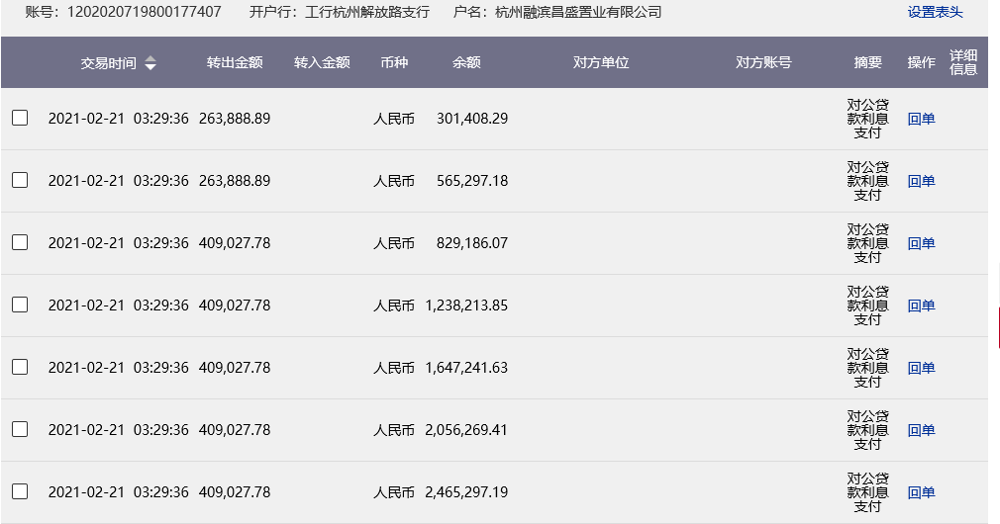 账号：1202020719800177407 开户行：工行杭州解放路支行 户名：杭州融滨昌盛置业有限公司 设置表头
交易时间 转出金额 转入金额 币种 余额 对方单位 对方账号 摘要 操作 详细信息
2021-02-21 03:29:36 263,888.89 人民币 301,408.29 对公贷款利息支付 回单
2021-02-21 03:29:36 263,888.89 人民币 565,297.18 对公贷款利息支付 回单
2021-02-21 03:29:36 409,027.78 人民币 829,186.07 对公贷款利息支付 回单
2021-02-21 03:29:36 409,027.78 人民币 1,238,213.85 对公贷款利息支付 回单
2021-02-21 03:29:36 409,027.78 人民币 1,647,241.63 对公贷款利息支付 回单
2021-02-21 03:29:36 409,027.78 人民币 2,056,269.41 对公贷款利息支付 回单
2021-02-21 03:29:36 409,027.78 人民币 2,465,297.19 对公贷款利息支付 回单